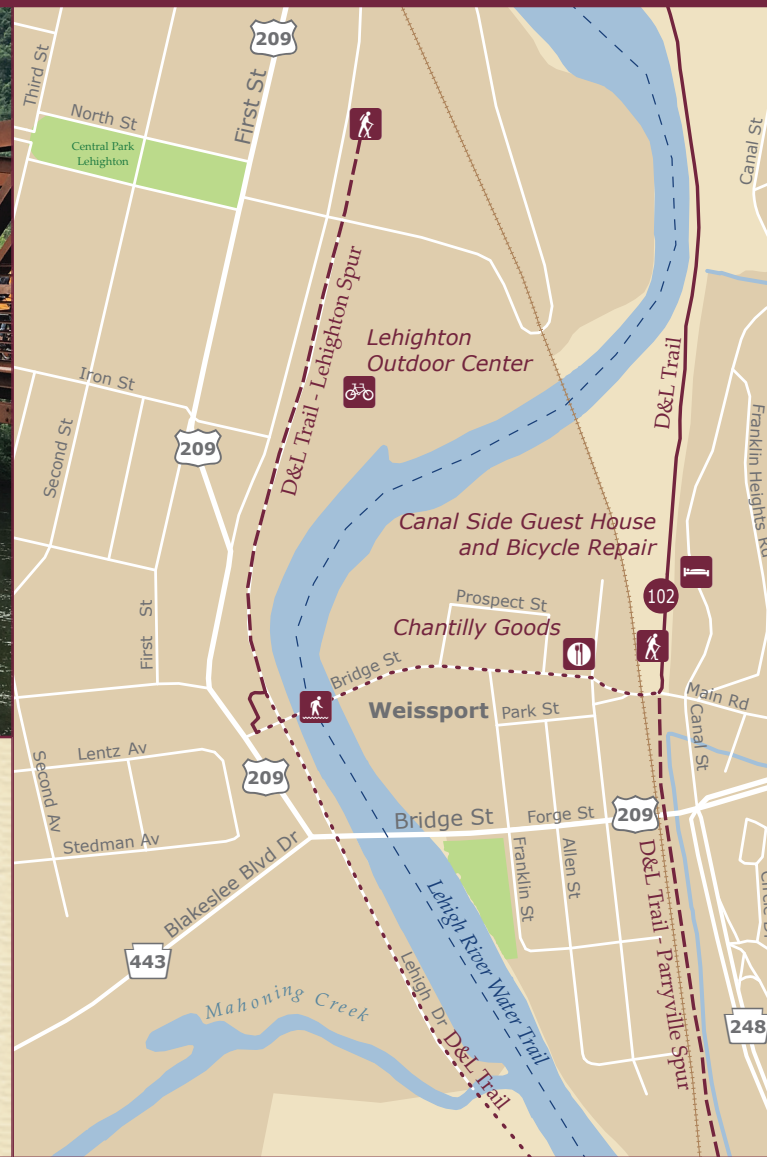 209
Third St
First St
North St
Central Park
Lehighton
Canal St
D&L Trail - Lehighton Spur
Lehighton
Outdoor Center
D&L Trail
Iron St
209
Second St
Franklin Heights Rd
Canal Side Guest House
and Bicycle Repair
102
Prospect St
First St
Chantilly Goods
Bridge St
Weissport
Park St
Main Rd
Canal St
Second Av
Lentz Av
209
Stedman Av
Bridge St
Forge St
209
Blakeslee Blvd Dr
Franklin St
Allen St
D&L Trail - Parryville Spur
443
Lehigh River Water Trail
Lehigh Dr
Mahoning Creek
248
D&L Trail